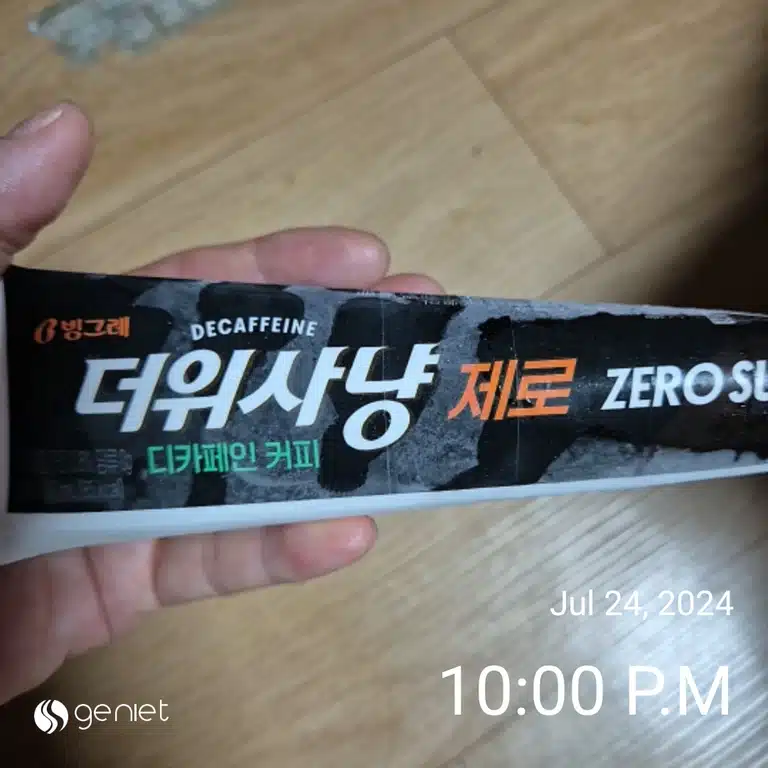 빙그레
DECAFFEINE
더위사냥 제로 ZERO SU
디카페인 커피
Jul 24, 2024
10:00 P.M
geniet